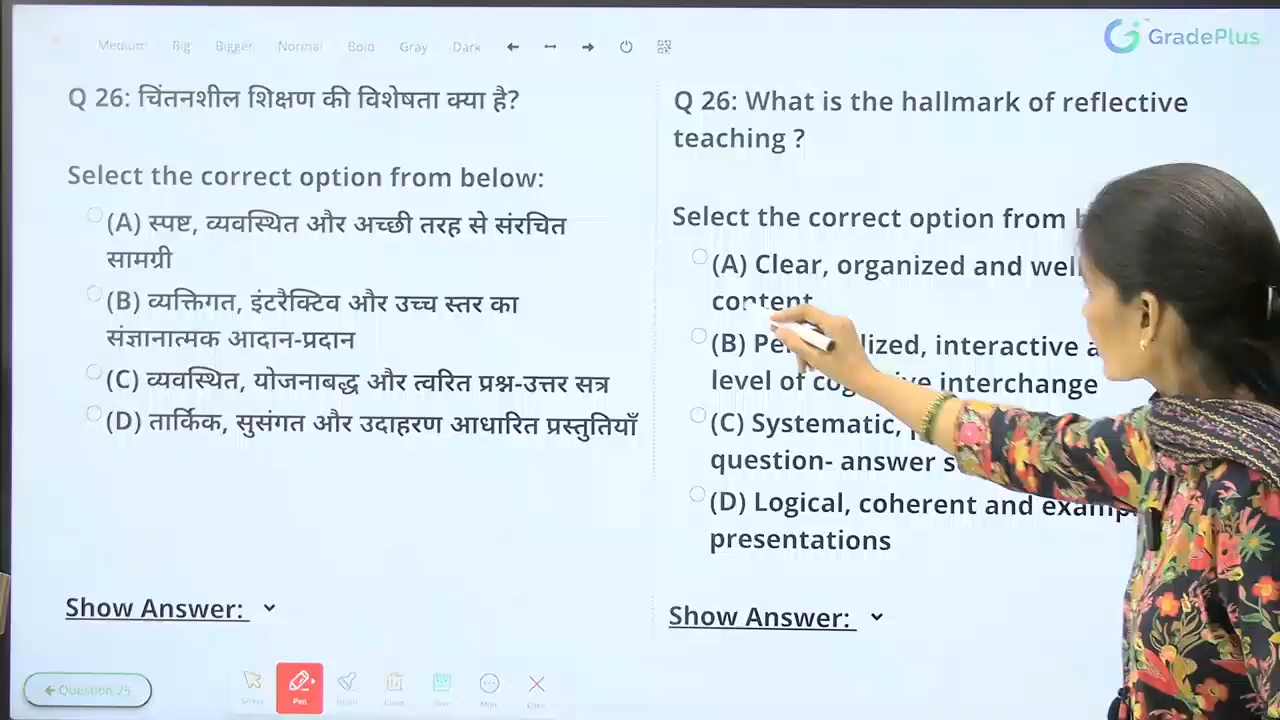 Medium Big Bigger Normal Bold Gray Dark
GradePlus
Q 26: चिंतनशील शिक्षण की विशेषता क्या है?
Select the correct option from below:
(A) स्पष्ट, व्यवस्थित और अच्छी तरह से संरचित
सामग्री
(B) व्यक्तिगत, इंटरैक्टिव और उच्च स्तर का
संज्ञानात्मक आदान-प्रदान
(C) व्यवस्थित, योजनाबद्ध और त्वरित प्रश्न-उत्तर सत्र
(D) तार्किक, सुसंगत और उदाहरण आधारित प्रस्तुतियाँ
Show Answer:
Q 26: What is the hallmark of reflective
teaching ?
Select the correct option from
(A) Clear, organized and
content
(B) interactive
level of interchange
(C) Systematic,
question- answer
(D) Logical, coherent and
presentations
Show Answer:
← Question 25
Select Pen